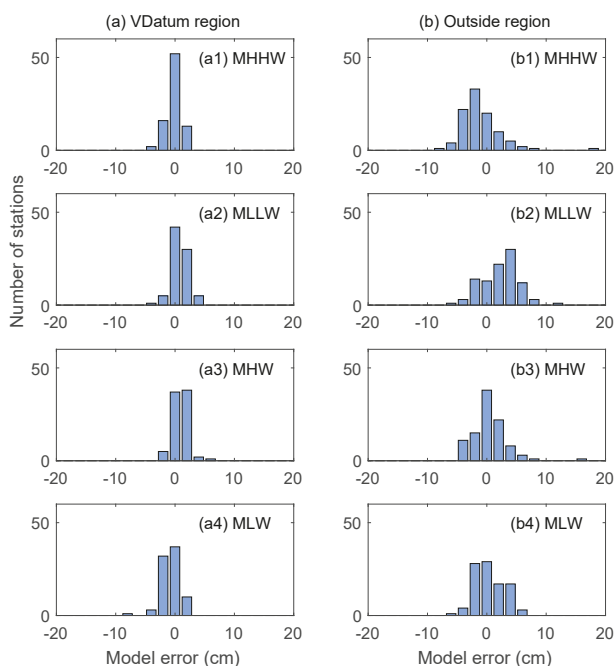 (a) VDatum region
(b) Outside region
Number of stations
(a1) MHHW
50
0
-20 -10 0 10 20
(b1) MHHW
50
0
-20 -10 0 10 20
(a2) MLLW
50
0
-20 -10 0 10 20
(b2) MLLW
50
0
-20 -10 0 10 20
(a3) MHW
50
0
-20 -10 0 10 20
(b3) MHW
50
0
-20 -10 0 10 20
(a4) MLW
50
0
-20 -10 0 10 20
Model error (cm)
(b4) MLW
50
0
-20 -10 0 10 20
Model error (cm)